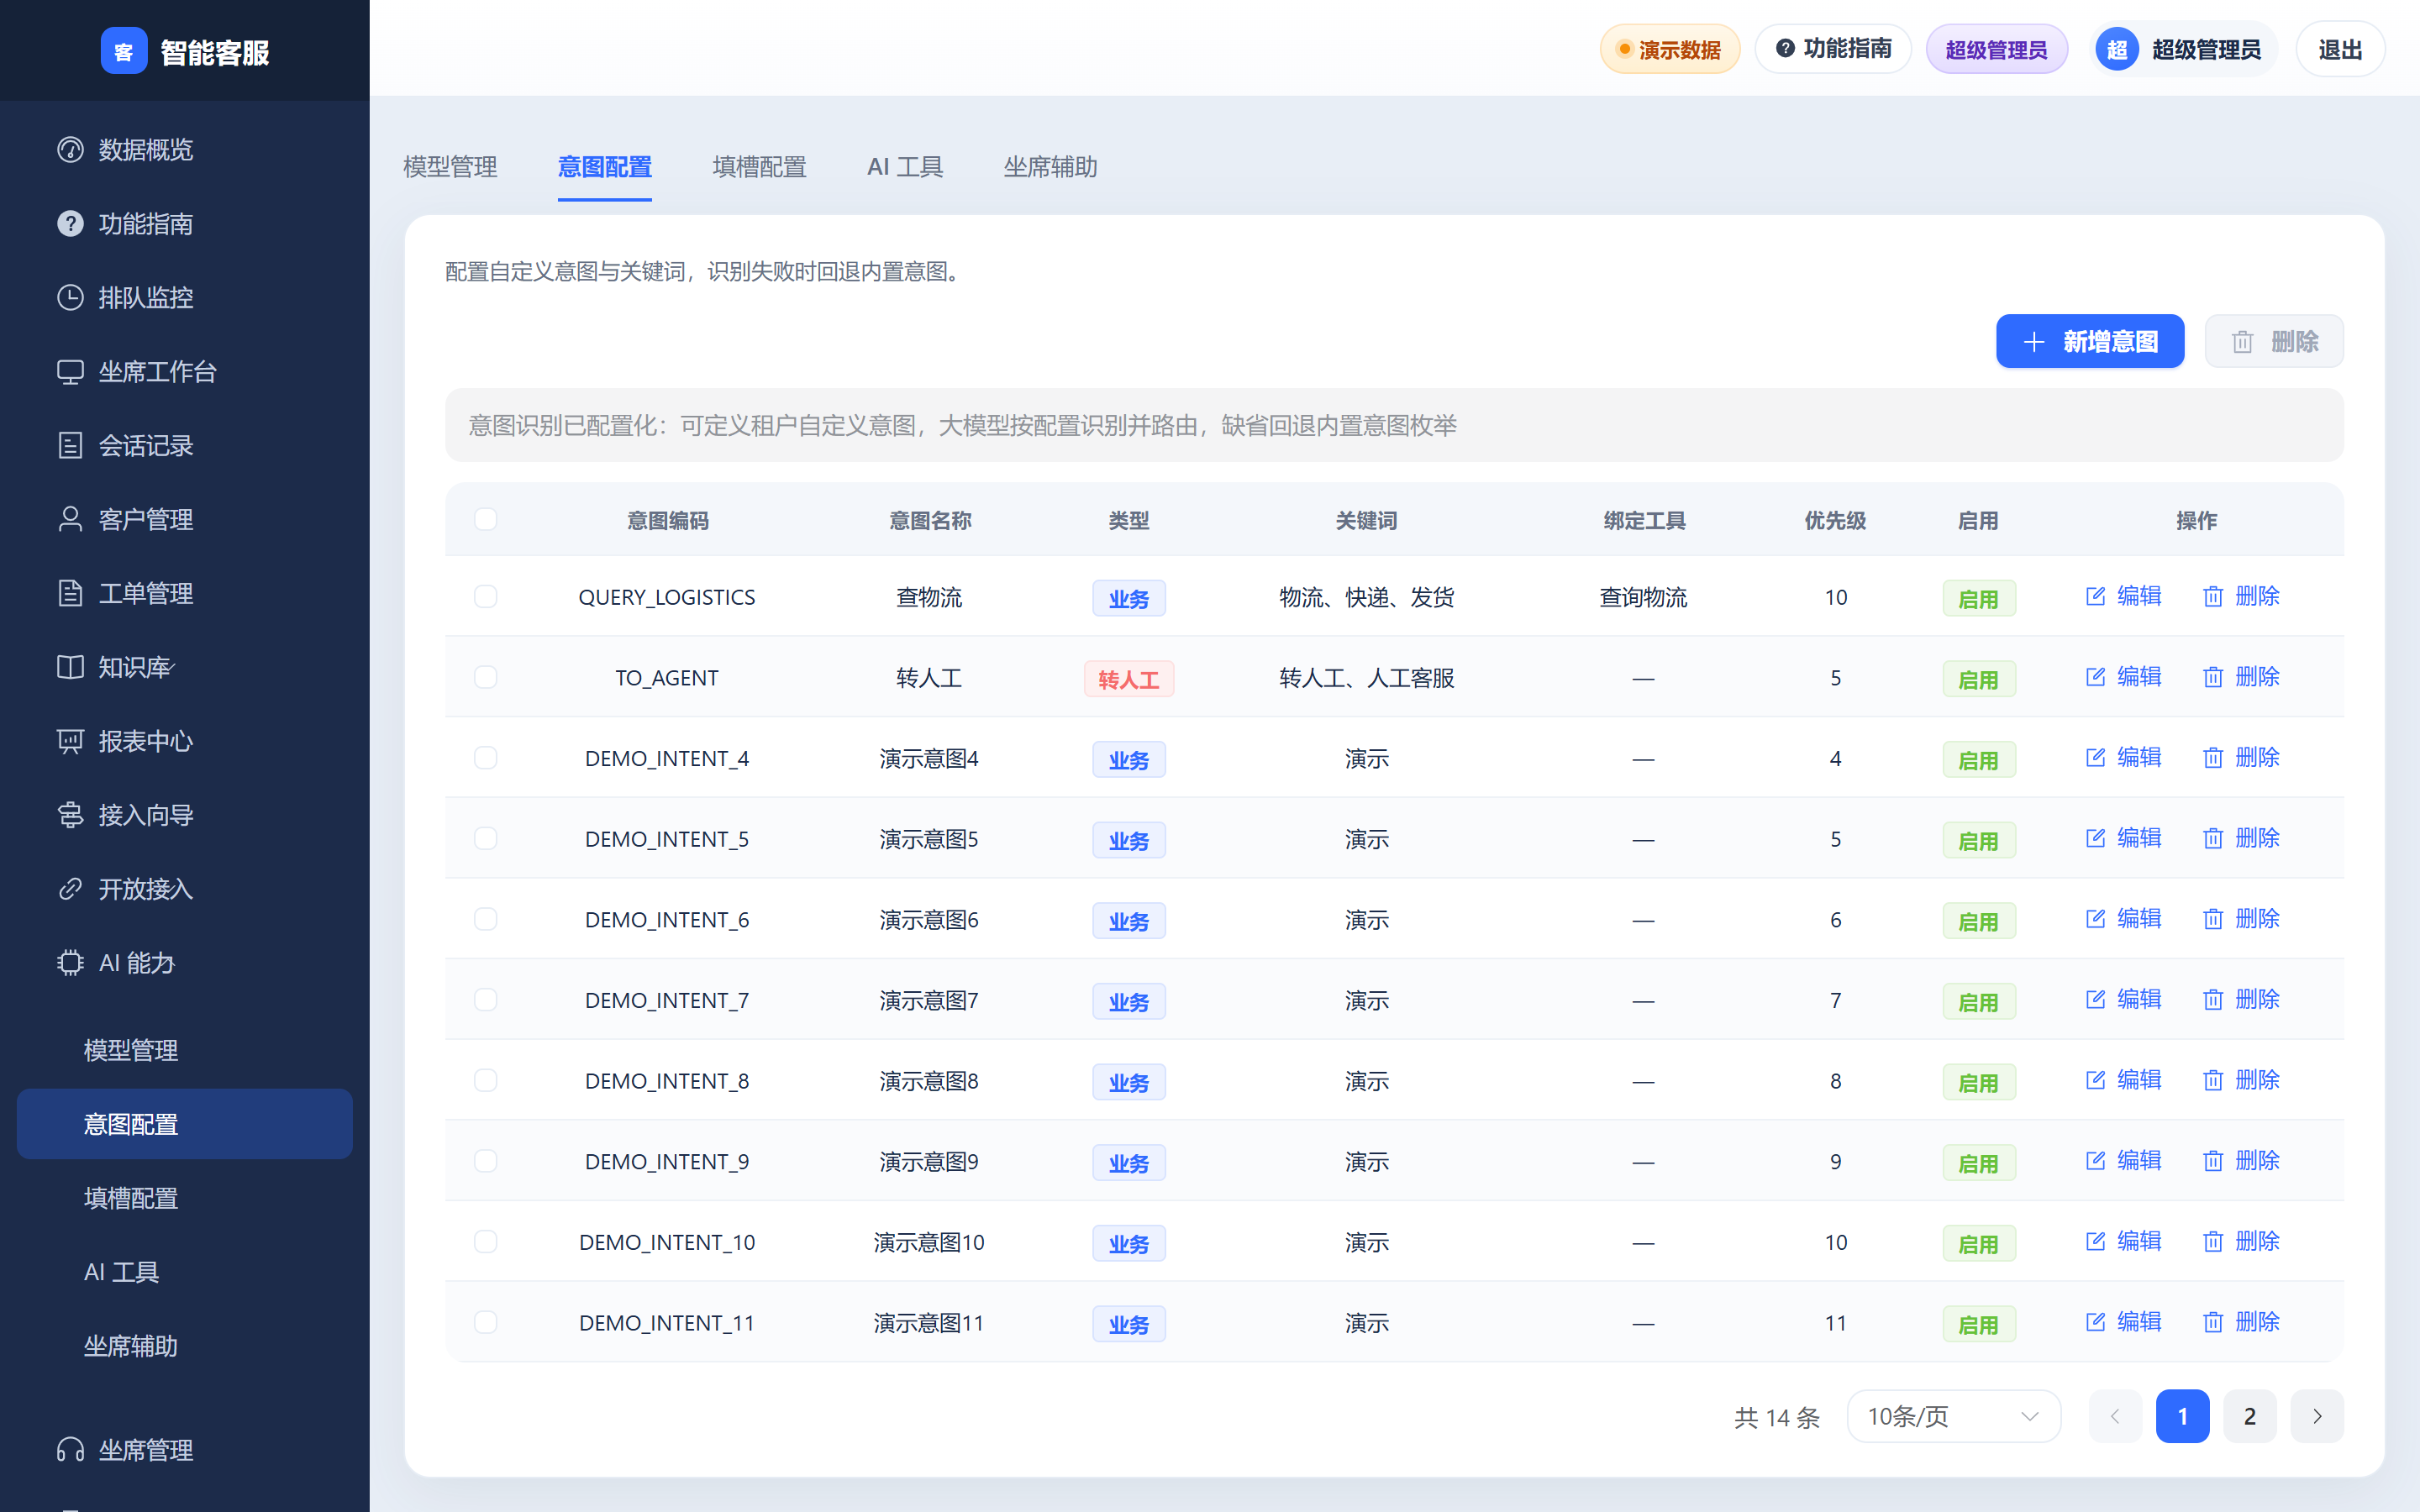 客 智能客服
演示数据 功能指南 超级管理员 超 超级管理员 退出
数据概览
功能指南
排队监控
坐席工作台
会话记录
客户管理
工单管理
知识库
报表中心
接入向导
开放接入
AI 能力
模型管理
意图配置
填槽配置
AI 工具
坐席辅助
坐席管理
模型管理 意图配置 填槽配置 AI 工具 坐席辅助
配置自定义意图与关键词，识别失败时回退内置意图。
新增意图 删除
意图识别已配置化：可定义租户自定义意图，大模型按配置识别并路由，缺省回退内置意图枚举
意图编码 意图名称 类型 关键词 绑定工具 优先级 启用 操作
QUERY_LOGISTICS 查物流 业务 物流、快递、发货 查询物流 10 启用 编辑 删除
TO_AGENT 转人工 转人工 转人工、人工客服 — 5 启用 编辑 删除
DEMO_INTENT_4 演示意图4 业务 演示 — 4 启用 编辑 删除
DEMO_INTENT_5 演示意图5 业务 演示 — 5 启用 编辑 删除
DEMO_INTENT_6 演示意图6 业务 演示 — 6 启用 编辑 删除
DEMO_INTENT_7 演示意图7 业务 演示 — 7 启用 编辑 删除
DEMO_INTENT_8 演示意图8 业务 演示 — 8 启用 编辑 删除
DEMO_INTENT_9 演示意图9 业务 演示 — 9 启用 编辑 删除
DEMO_INTENT_10 演示意图10 业务 演示 — 10 启用 编辑 删除
DEMO_INTENT_11 演示意图11 业务 演示 — 11 启用 编辑 删除
共 14 条 10条/页 1 2